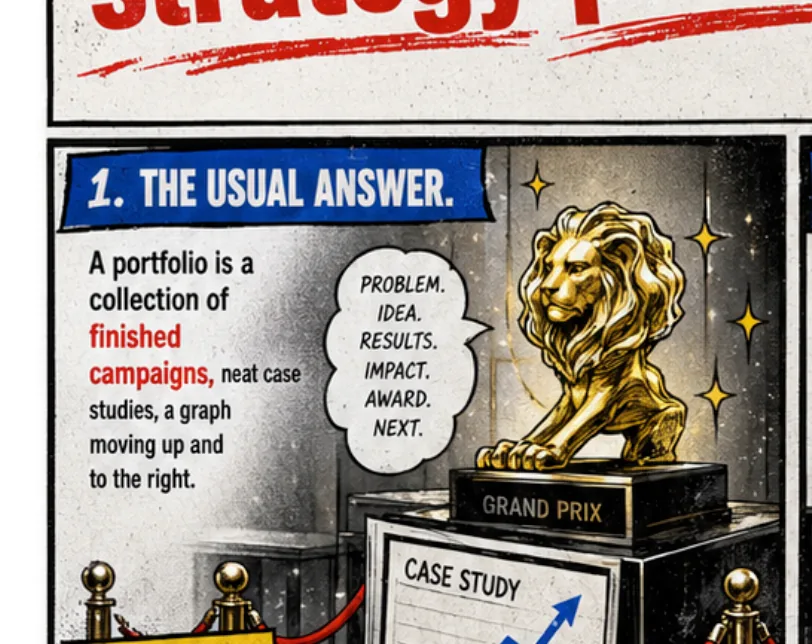 strategy
1. THE USUAL ANSWER.
A portfolio is a
collection of
finished
campaigns, neat case
studies, a graph
moving up and
to the right.
PROBLEM.
IDEA.
RESULTS.
IMPACT.
AWARD.
NEXT.
GRAND PRIX
CASE STUDY